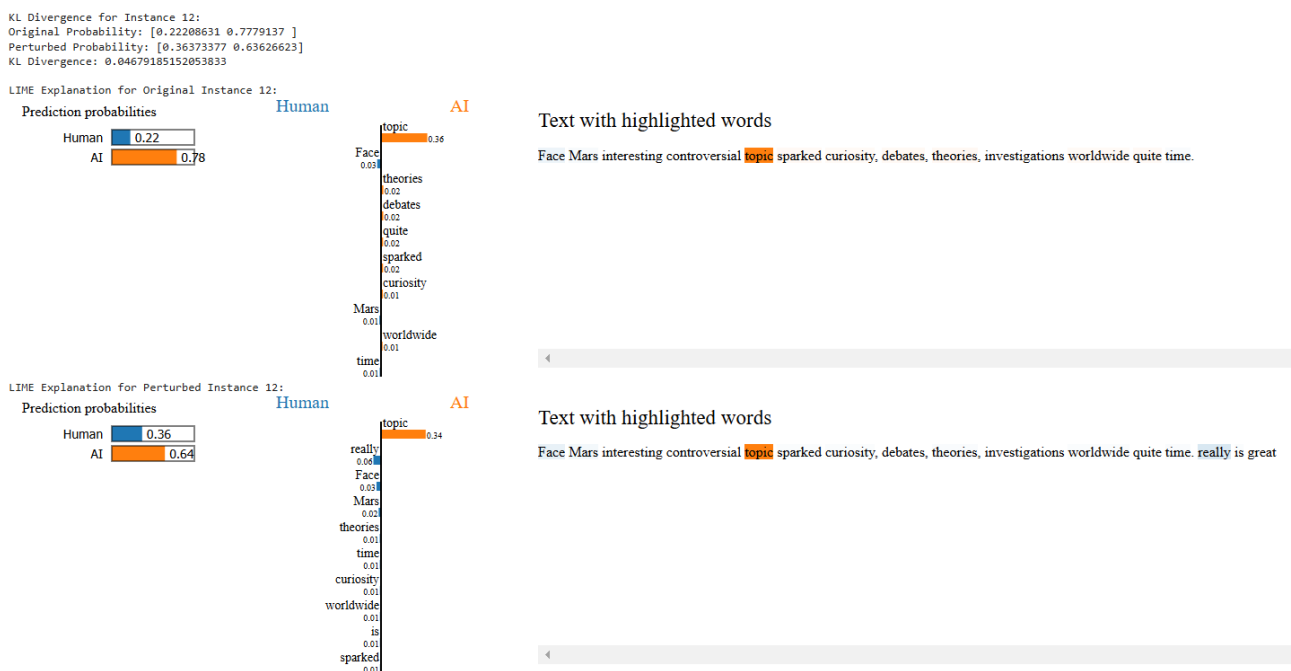 KL Divergence for Instance 12:
Original Probability: [0.22208631 0.7779137 ]
Perturbed Probability: [0.36373377 0.63626623]
KL Divergence: 0.04679185152053833
LIME Explanation for Original Instance 12:
Prediction probabilities
Human 0.22
AI 0.78
Human AI
topic
0.36
Face
0.03
theories
0.02
debates
0.02
quite
0.02
sparked
0.02
curiosity
0.01
Mars
0.01
worldwide
0.01
time
0.01
Text with highlighted words
Face Mars interesting controversial topic sparked curiosity, debates, theories, investigations worldwide quite time.
LIME Explanation for Perturbed Instance 12:
Prediction probabilities
Human 0.36
AI 0.64
Human AI
topic
0.34
really
0.06
Face
0.03
Mars
0.02
theories
0.01
time
0.01
curiosity
0.01
worldwide
0.01
is
0.01
sparked
0.01
Text with highlighted words
Face Mars interesting controversial topic sparked curiosity, debates, theories, investigations worldwide quite time. really is great